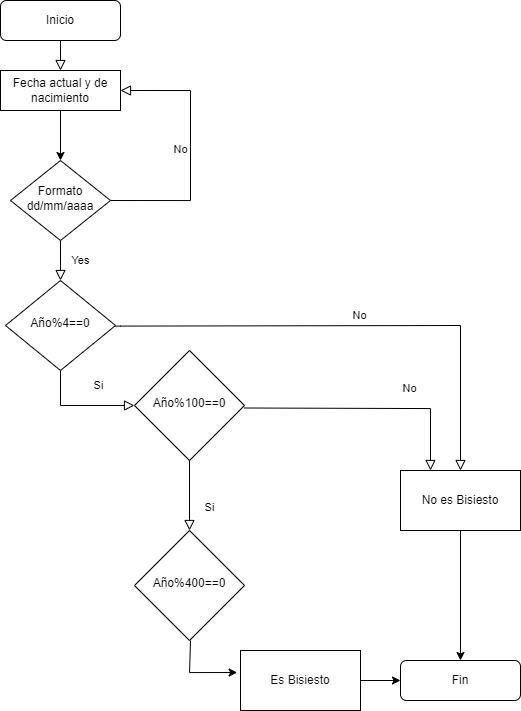 Inicio
Fecha actual y de
nacimiento
No
Formato
dd/mm/aaaa
Yes
Año%4==0
No
Si
Año%100==0
No
No es Bisiesto
Si
Año%400==0
Es Bisiesto
Fin